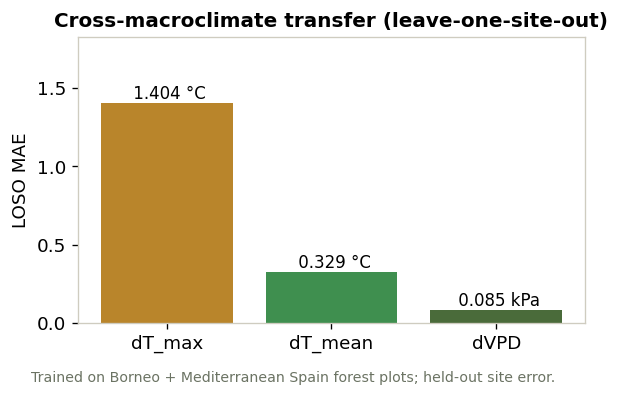 Cross-macroclimate transfer (leave-one-site-out)
LOSO MAE
1.5
1.0
0.5
0.0
1.404 °C
0.329 °C
0.085 kPa
dT_max
dT_mean
dVPD
Trained on Borneo + Mediterranean Spain forest plots; held-out site error.